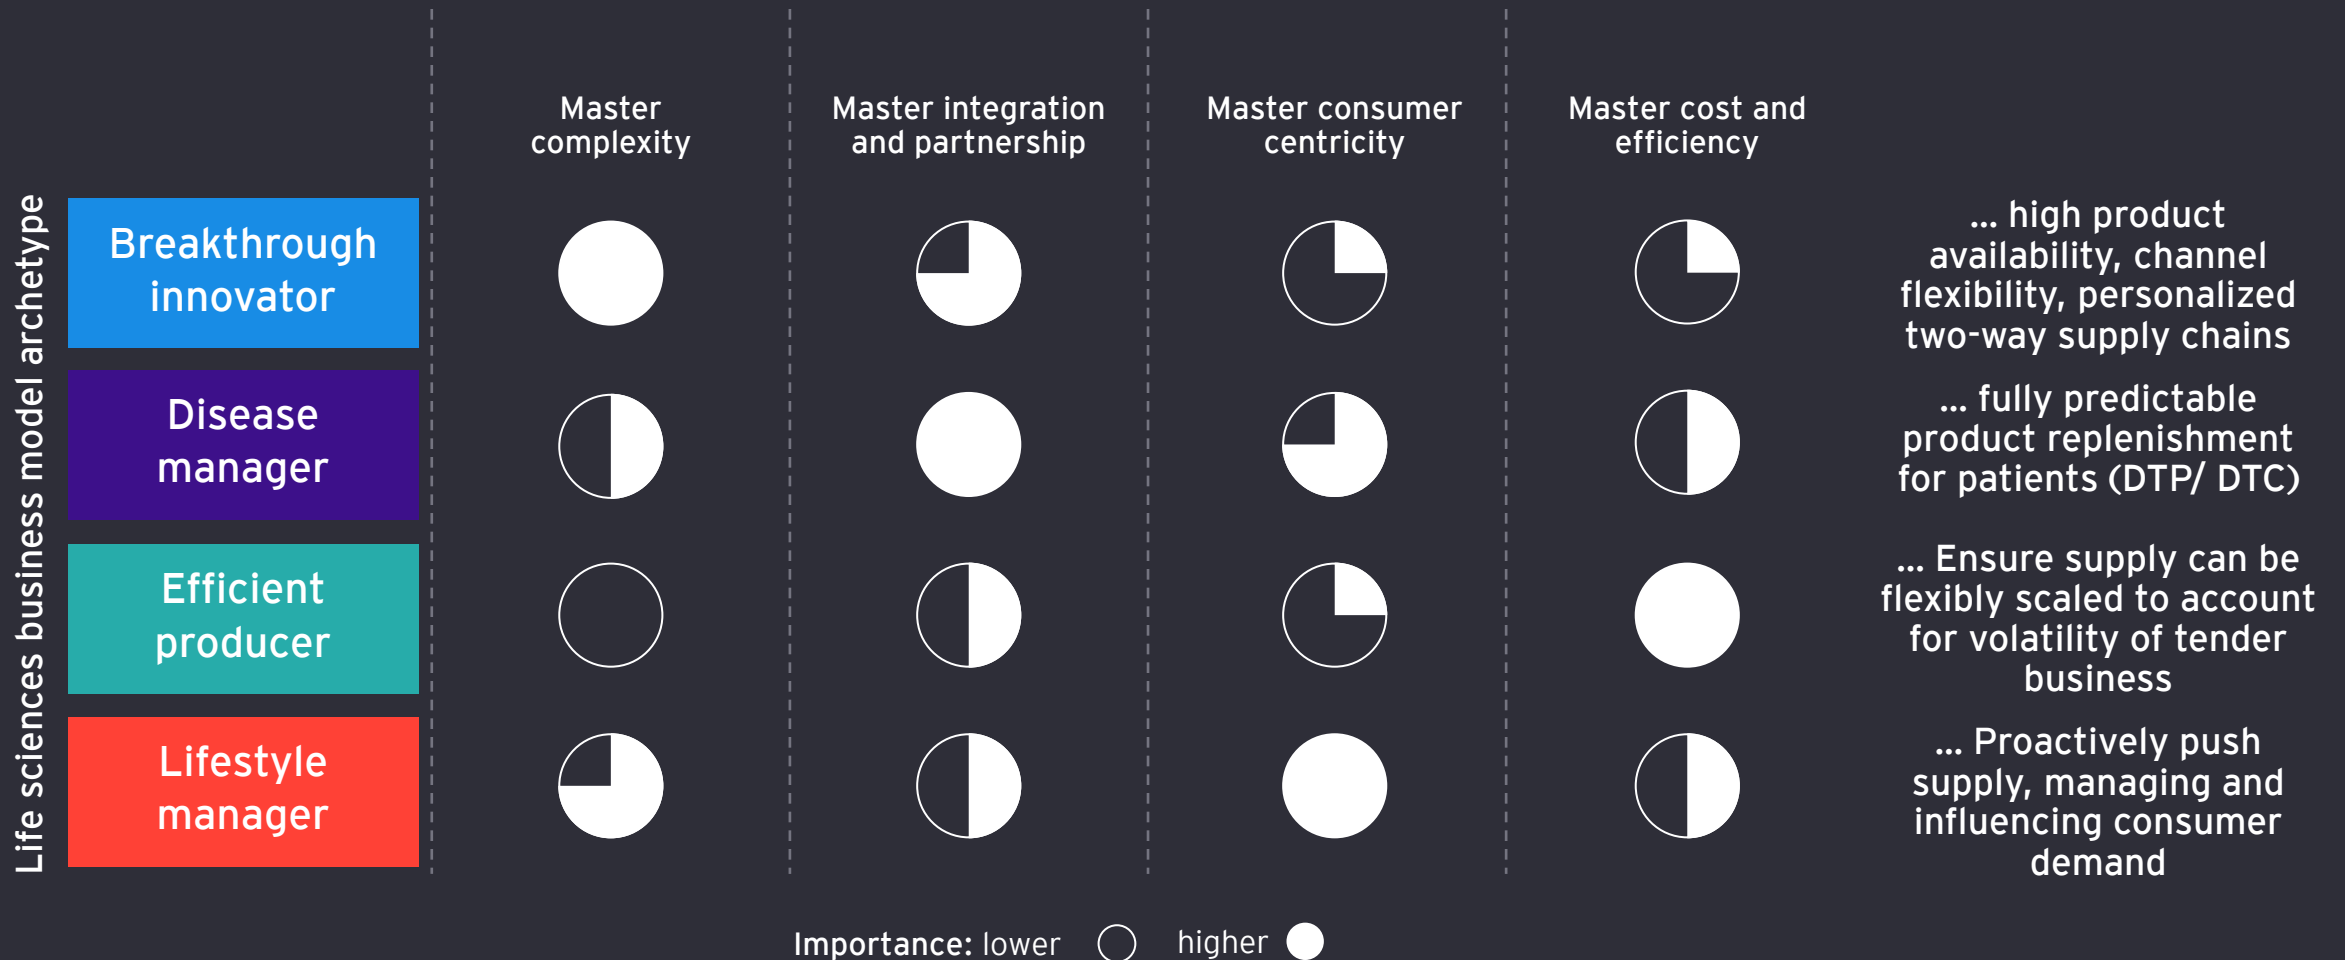 Master
complexity
Master integration
and partnership
Master consumer
centricity
Master cost and
efficiency
Life sciences business model archetype
Breakthrough
innovator
... high product
availability, channel
flexibility, personalized
two-way supply chains
Disease
manager
... fully predictable
product replenishment
for patients (DTP/ DTC)
Efficient
producer
... Ensure supply can be
flexibly scaled to account
for volatility of tender
business
Lifestyle
manager
... Proactively push
supply, managing and
influencing consumer
demand
Importance: lower higher